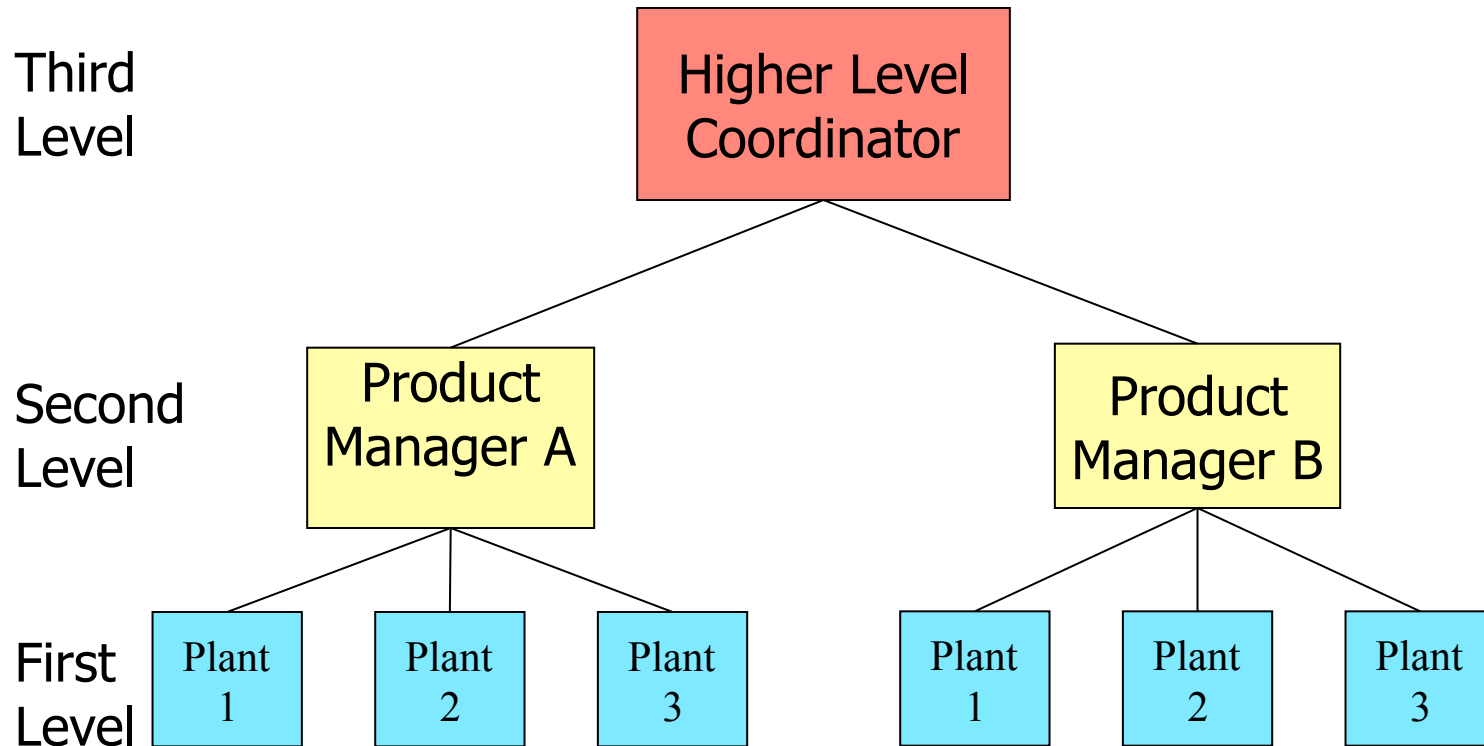 Third
Level
Higher Level
Coordinator
Second
Level
Product
Manager A
Product
Manager B
First
Level
Plant
1
Plant
2
Plant
3
Plant
1
Plant
2
Plant
3